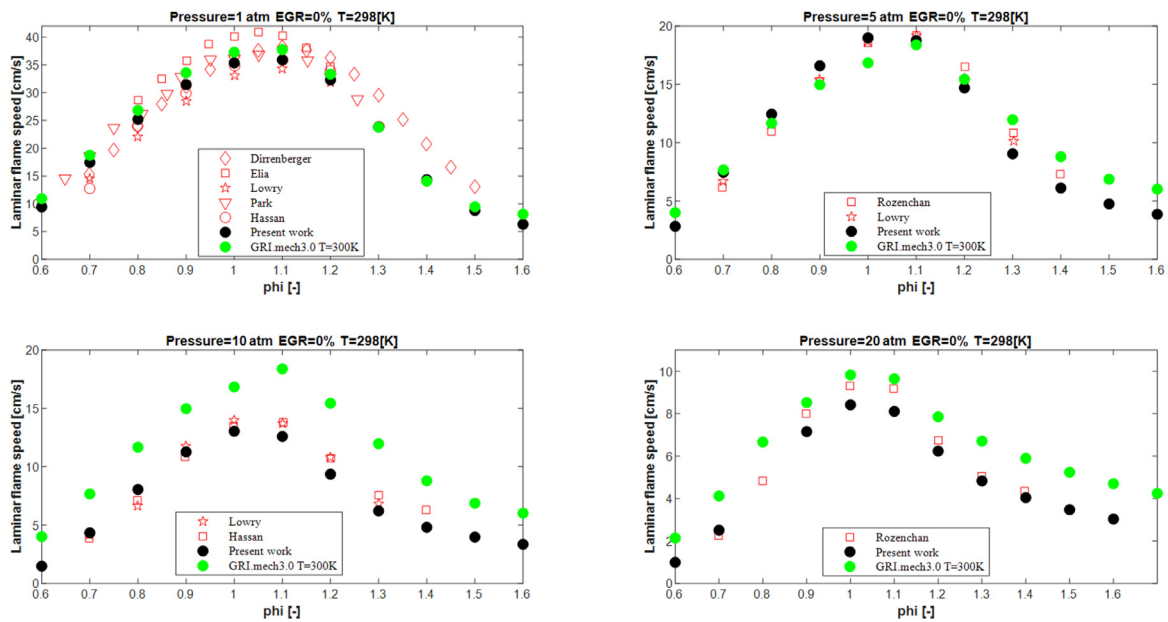 Pressure=1 atm EGR=0% T=298[K]
Laminar flame speed [cm/s]
40
35
30
25
20
15
10
5
0
Dirrenberger
Elia
Lowry
Park
Hassan
Present work
GRI.mech3.0 T=300K
0.6 0.7 0.8 0.9 1 1.1 1.2 1.3 1.4 1.5 1.6
phi [-]
Pressure=5 atm EGR=0% T=298[K]
Laminar flame speed [cm/s]
20
15
10
5
0
Rozenchan
Lowry
Present work
GRI.mech3.0 T=300K
0.6 0.7 0.8 0.9 1 1.1 1.2 1.3 1.4 1.5 1.6
phi [-]
Pressure=10 atm EGR=0% T=298[K]
Laminar flame speed [cm/s]
20
15
10
5
0
Lowry
Hassan
Present work
GRI.mech3.0 T=300K
0.6 0.7 0.8 0.9 1 1.1 1.2 1.3 1.4 1.5 1.6
phi [-]
Pressure=20 atm EGR=0% T=298[K]
Laminar flame speed [cm/s]
10
8
6
4
2
0
Rozenchan
Present work
GRI.mech3.0 T=300K
0.6 0.7 0.8 0.9 1 1.1 1.2 1.3 1.4 1.5 1.6
phi [-]